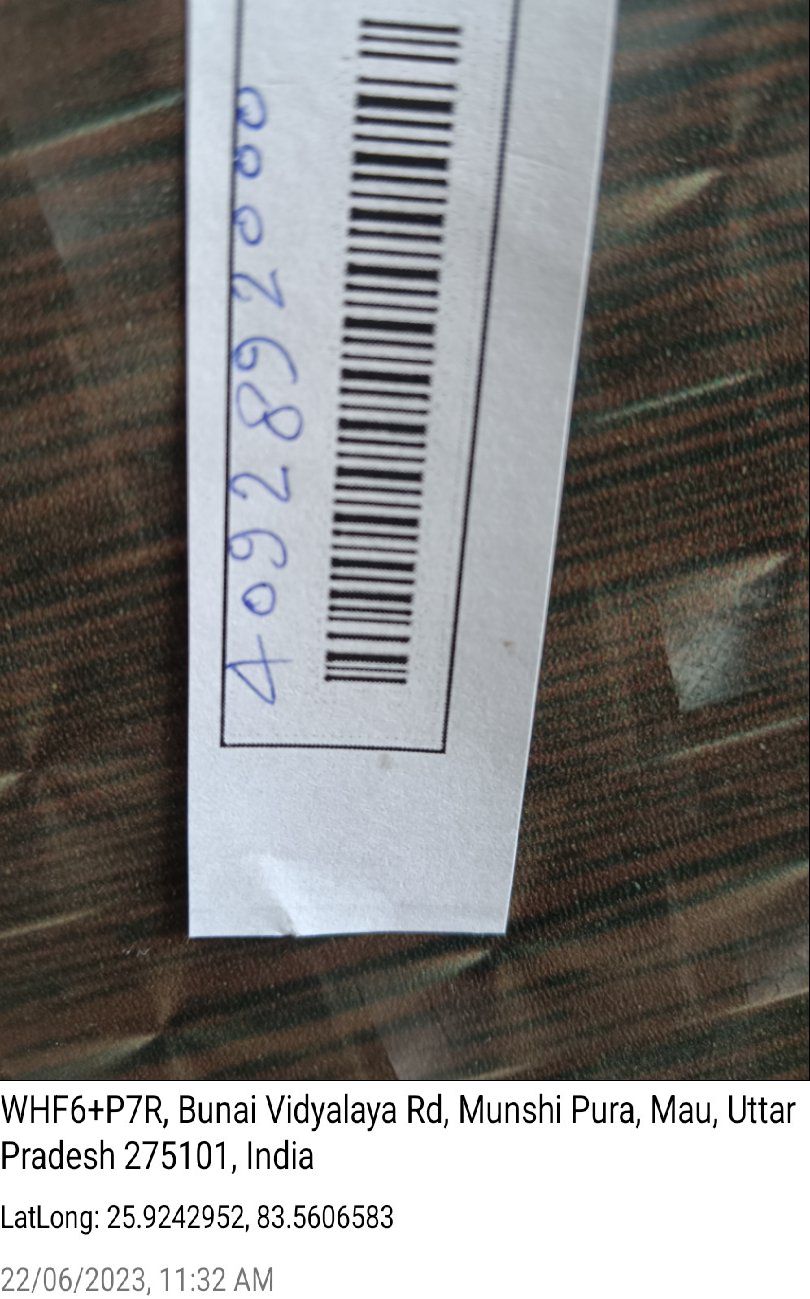 4092892000
WHF6+P7R, Bunai Vidyalaya Rd, Munshi Pura, Mau, Uttar
Pradesh 275101, India
LatLong: 25.9242952, 83.5606583
22/06/2023, 11:32 AM